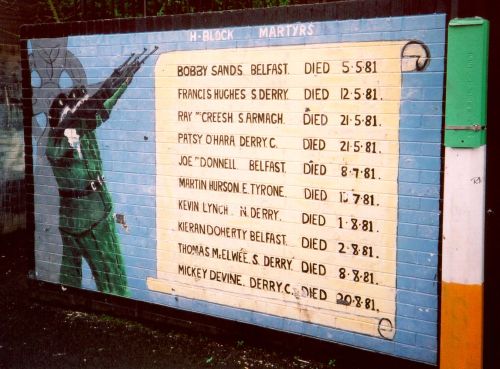 H-BLOCK MARTYRS
BOBBY SANDS. BELFAST. DIED 5.5.81.
FRANCIS HUGHES S. DERRY. DIED 12.5.81.
RAY McCREESH S. ARMAGH. DIED 21.5.81.
PATSY O'HARA DERRY C. DIED 21.5.81.
JOE McDONNELL BELFAST. DIED 8.7.81.
MARTIN HURSON E. TYRONE. DIED 13.7.81.
KEVIN LYNCH. N. DERRY. DIED 1.8.81.
KIERAN DOHERTY BELFAST. DIED 2.8.81.
THOMAS McELWEE. S. DERRY. DIED 8.8.81.
MICKEY DEVINE. DERRY C. DIED 20.8.81.